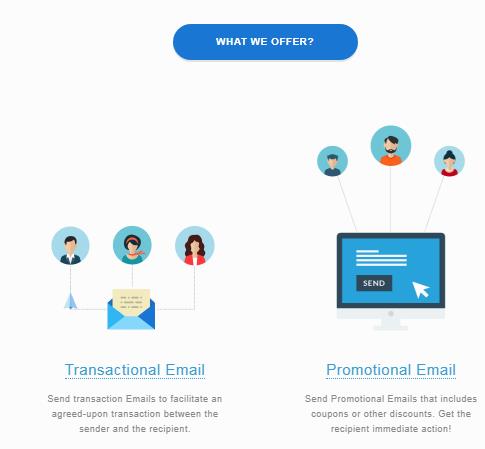 WHAT WE OFFER?
SEND
Transactional Email
Send transaction Emails to facilitate an
agreed-upon transaction between the
sender and the recipient.
Promotional Email
Send Promotional Emails that includes
coupons or other discounts. Get the
recipient immediate action!